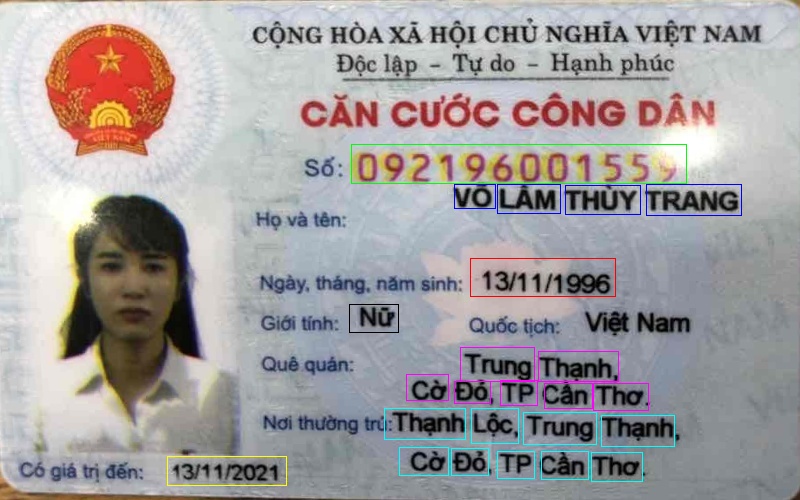 CỘNG HÒA XÃ HỘI CHỦ NGHĨA VIỆT NAM
Độc lập - Tự do - Hạnh phúc
CĂN CƯỚC CÔNG DÂN
Số: 092196001559
VÕ LÂM THÙY TRANG
Họ và tên:
Ngày, tháng, năm sinh: 13/11/1996
Giới tính: Nữ Quốc tịch: Việt Nam
Quê quán: Trung Thạnh,
Cờ Đỏ, TP Cần Thơ.
Nơi thường trú: Thạnh Lộc, Trung Thạnh,
Cờ Đỏ, TP Cần Thơ.
Có giá trị đến: 13/11/2021